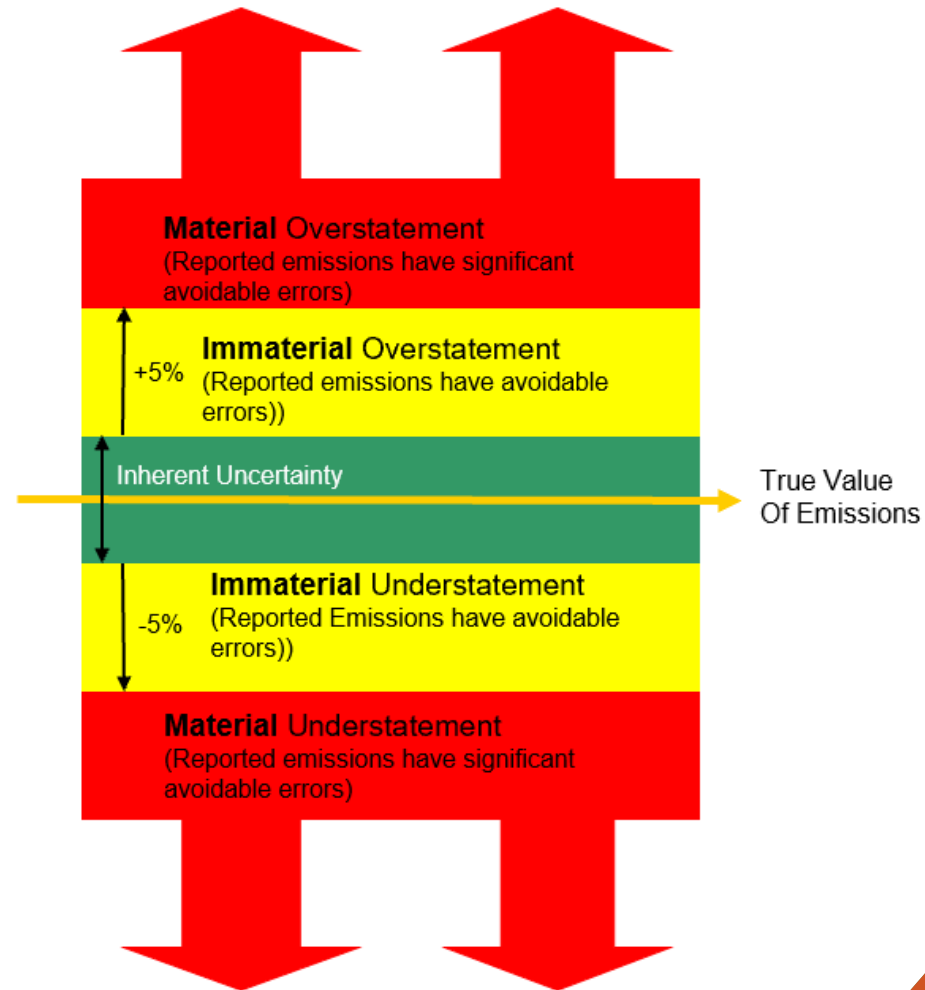 Material Overstatement
(Reported emissions have significant
avoidable errors)
+5%
Immaterial Overstatement
(Reported emissions have avoidable
errors))
Inherent Uncertainty
True Value
Of Emissions
-5%
Immaterial Understatement
(Reported Emissions have avoidable
errors))
Material Understatement
(Reported emissions have significant
avoidable errors)